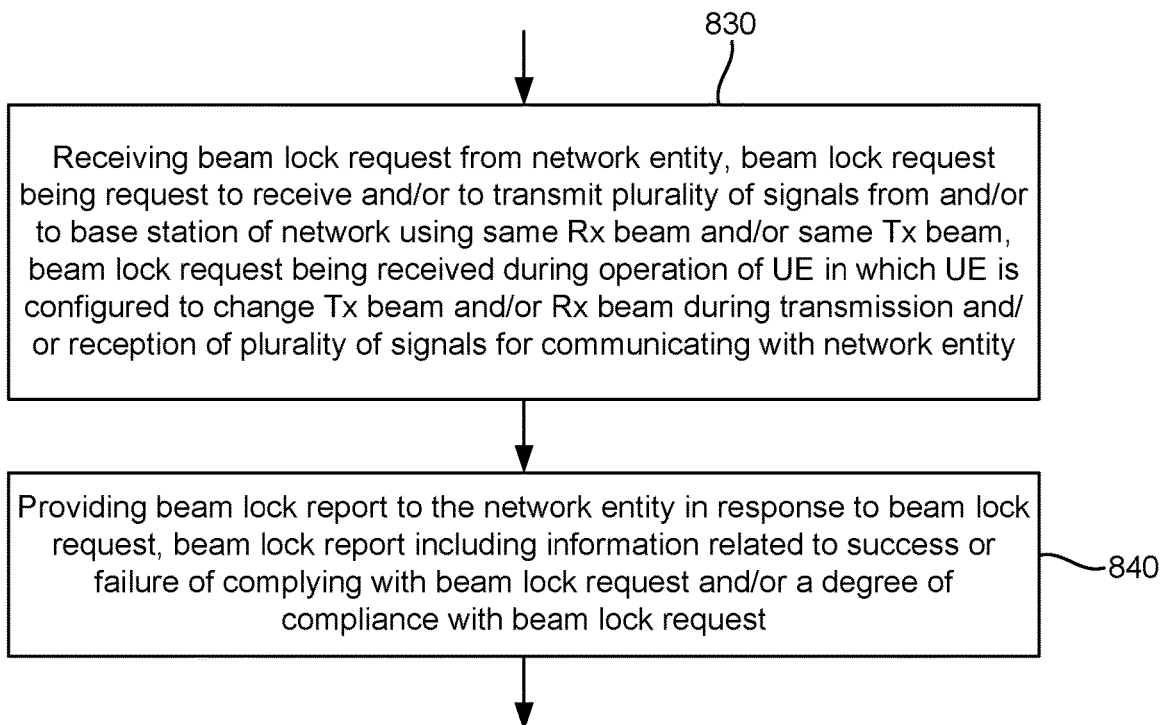 830
Receiving beam lock request from network entity, beam lock request
being request to receive and/or to transmit plurality of signals from and/or
to base station of network using same Rx beam and/or same Tx beam,
beam lock request being received during operation of UE in which UE is
configured to change Tx beam and/or Rx beam during transmission and/
or reception of plurality of signals for communicating with network entity
Providing beam lock report to the network entity in response to beam lock
request, beam lock report including information related to success or
failure of complying with beam lock request and/or a degree of
compliance with beam lock request
840